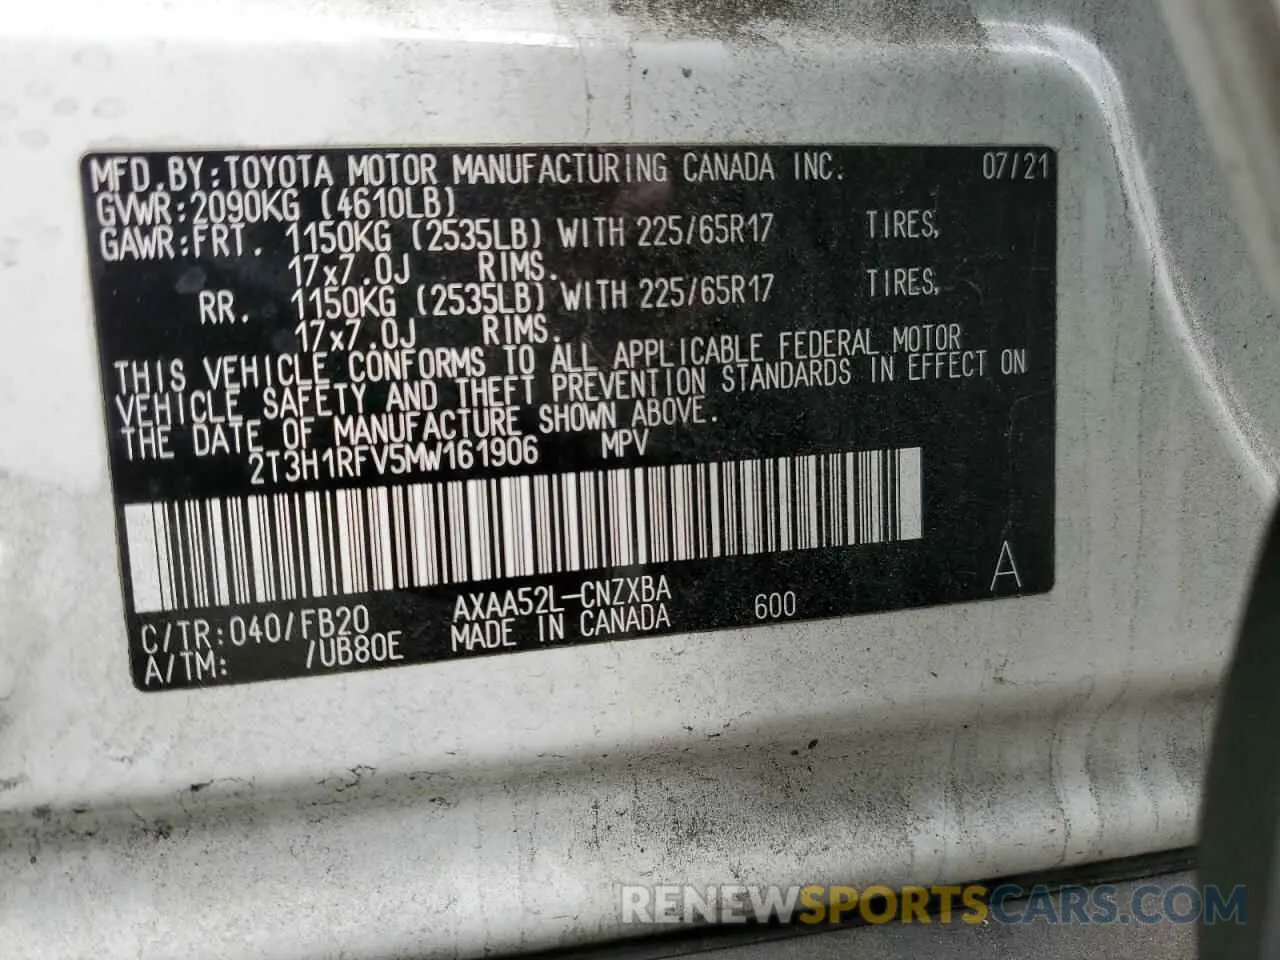 MFD.BY:TOYOTA MOTOR MANUFACTURING CANADA INC. 07/21
GVWR:2090KG (4610LB)
GAWR:FRT. 1150KG (2535LB) WITH 225/65R17 TIRES,
17x7.0J RIMS.
RR. 1150KG (2535LB) WITH 225/65R17 TIRES,
17x7.0J RIMS.
THIS VEHICLE CONFORMS TO ALL APPLICABLE FEDERAL MOTOR
VEHICLE SAFETY AND THEFT PREVENTION STANDARDS IN EFFECT ON
THE DATE OF MANUFACTURE SHOWN ABOVE.
2T3H1RFV5MW161906 MPV
A
C/TR:040/FB20 AXAA52L-CNZXBA 600
A/TM: /UB80E MADE IN CANADA
RENEWSPORTSCARS.COM